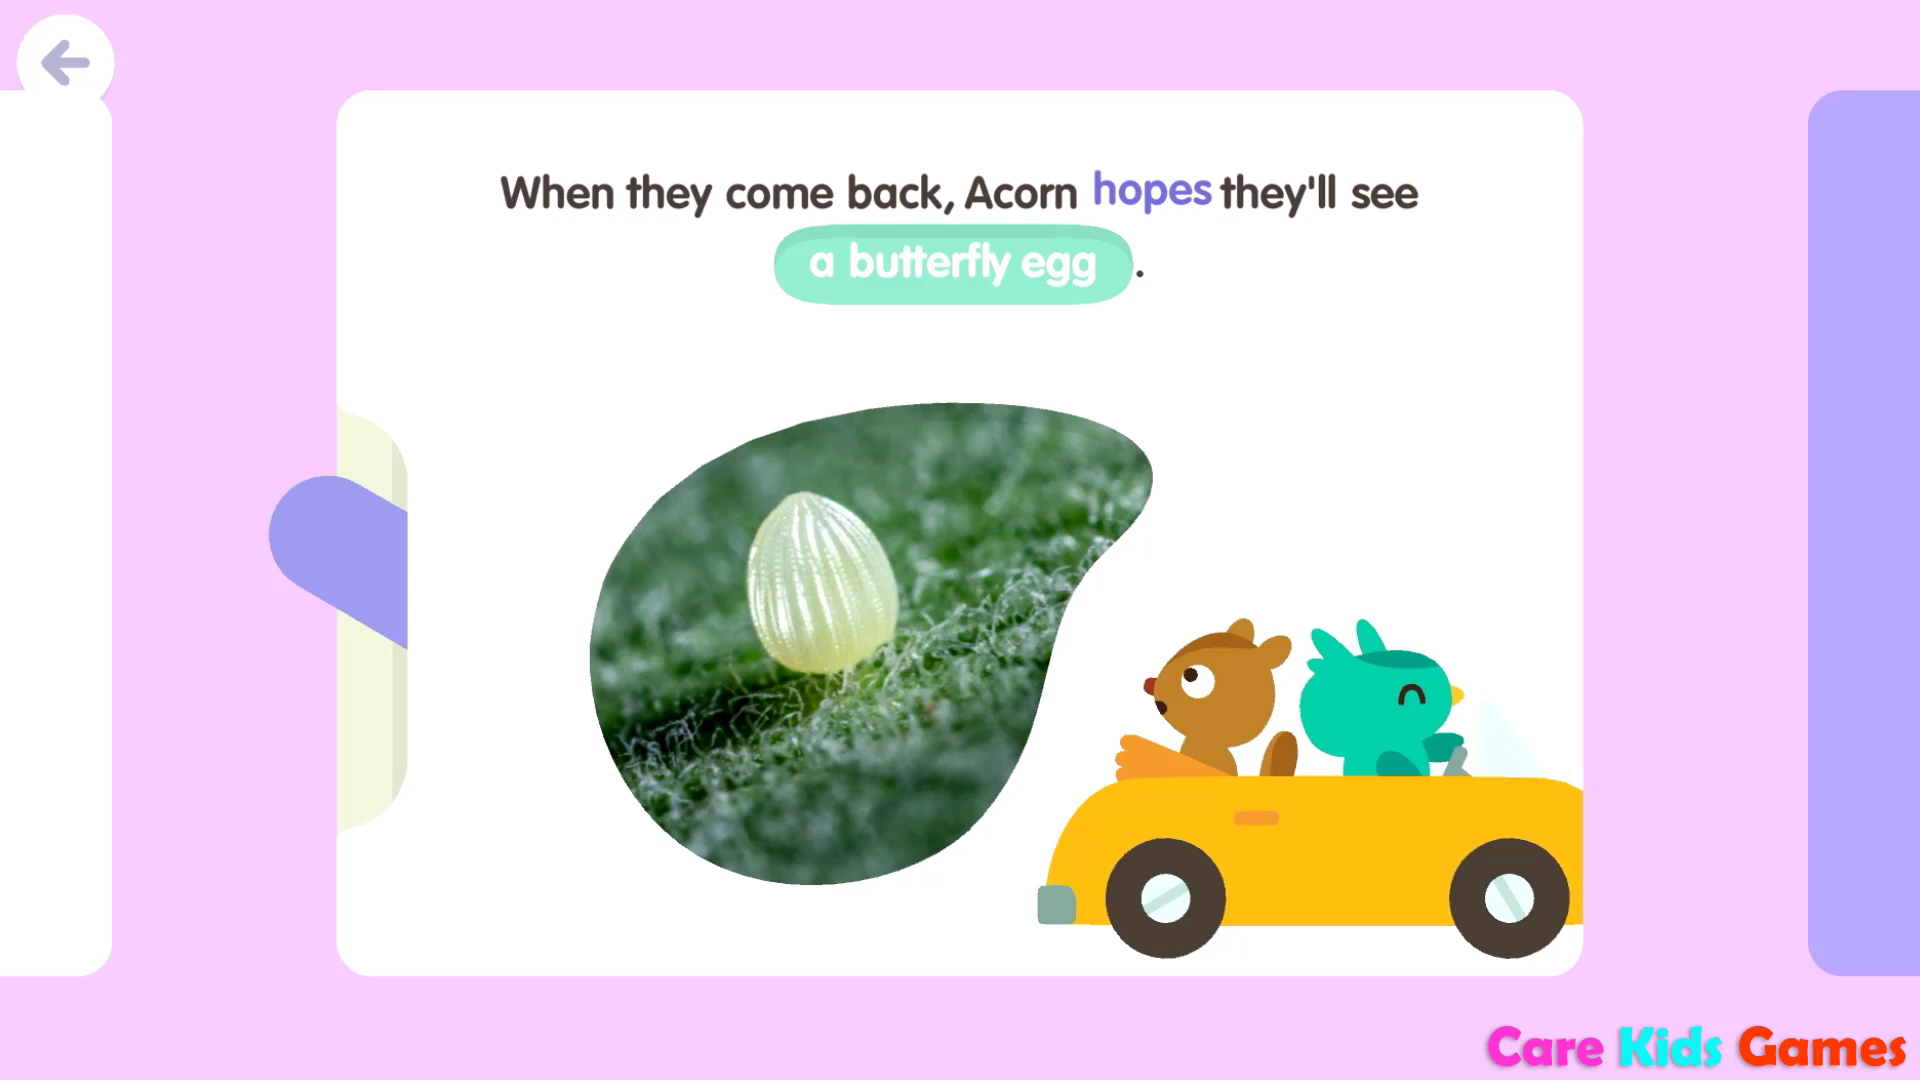 When they come back, Acorn hopes they'll see
a butterfly egg.
Care Kids Games